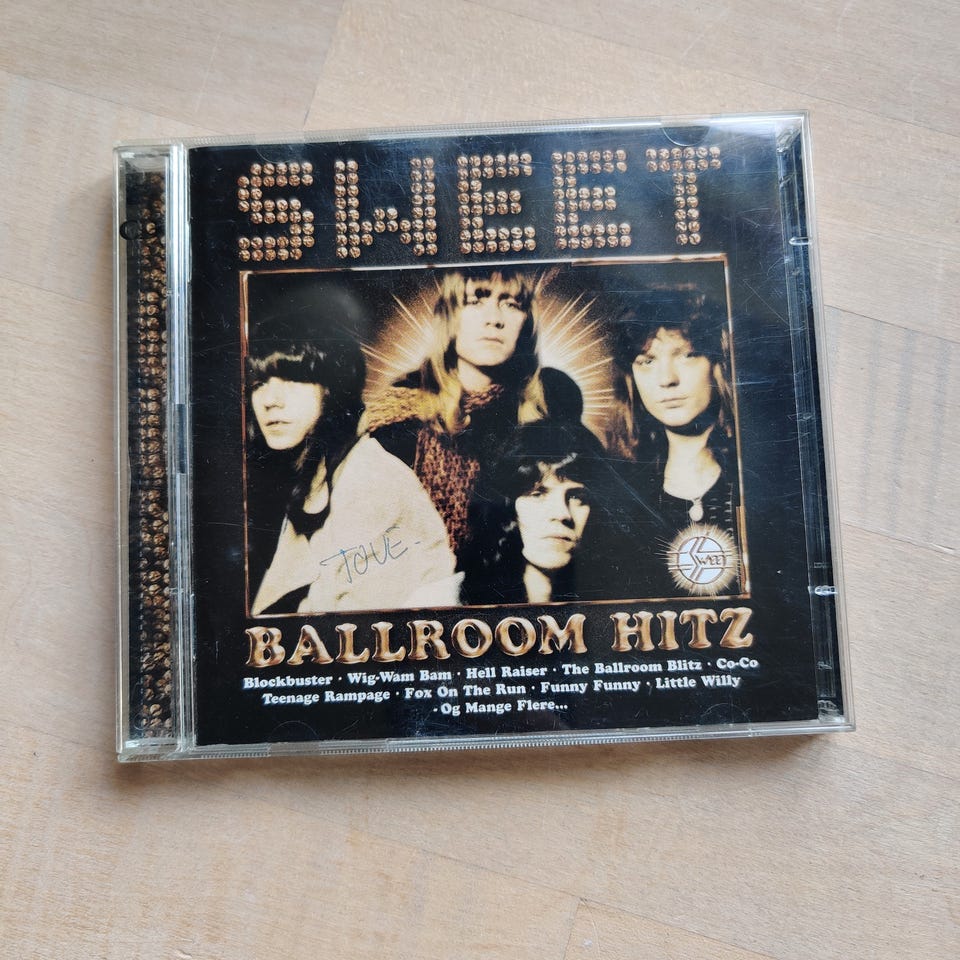 SWEET
TOVE-
SWEET
BALLROOM HITZ
Blockbuster · Wig-Wam Bam · Hell Raiser · The Ballroom Blitz · Co-Co
Teenage Rampage · Fox On The Run · Funny Funny · Little Willy
- Og Mange Flere...